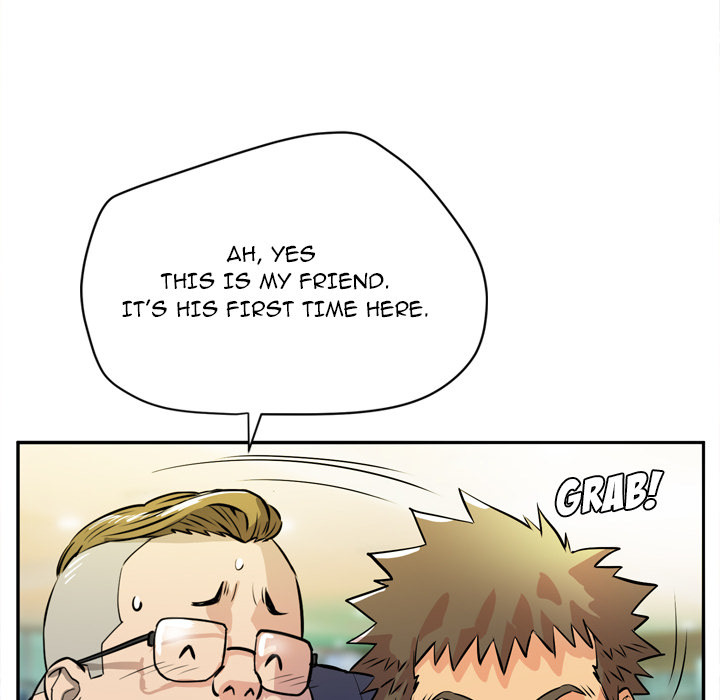 AH, YES
THIS IS MY FRIEND.
IT'S HIS FIRST TIME HERE.
GRAB!